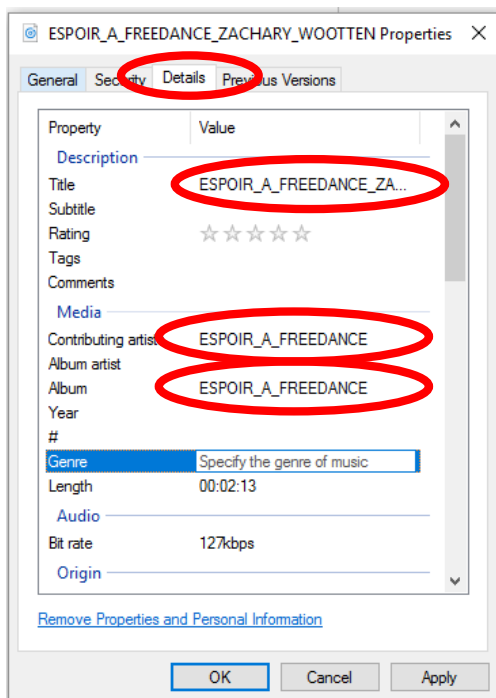 ESPOIR_A_FREEDANCE_ZACHARY_WOOTTEN Properties
General Security Details Previous Versions
Property Value
Description
Title ESPOIR_A_FREEDANCE_ZA...
Subtitle
Rating
Tags
Comments
Media
Contributing artist ESPOIR_A_FREEDANCE
Album artist
Album ESPOIR_A_FREEDANCE
Year
#
Genre Specify the genre of music
Length 00:02:13
Audio
Bit rate 127kbps
Origin
Remove Properties and Personal Information
OK Cancel Apply